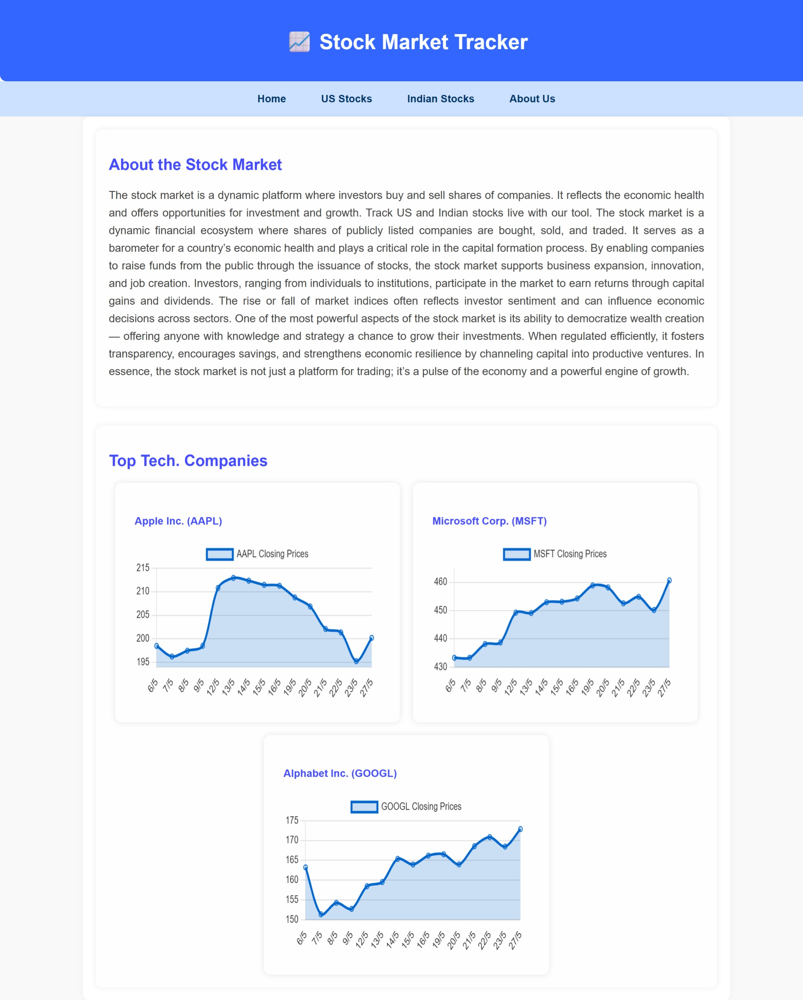 Stock Market Tracker
Home US Stocks Indian Stocks About Us
About the Stock Market
The stock market is a dynamic platform where investors buy and sell shares of companies. It reflects the economic health
and offers opportunities for investment and growth. Track US and Indian stocks live with our tool. The stock market is a
dynamic financial ecosystem where shares of publicly listed companies are bought, sold, and traded. It serves as a
barometer for a country’s economic health and plays a critical role in the capital formation process. By enabling companies
to raise funds from the public through the issuance of stocks, the stock market supports business expansion, innovation,
and job creation. Investors, ranging from individuals to institutions, participate in the market to earn returns through capital
gains and dividends. The rise or fall of market indices often reflects investor sentiment and can influence economic
decisions across sectors. One of the most powerful aspects of the stock market is its ability to democratize wealth creation
— offering anyone with knowledge and strategy a chance to grow their investments. When regulated efficiently, it fosters
transparency, encourages savings, and strengthens economic resilience by channeling capital into productive ventures. In
essence, the stock market is not just a platform for trading; it’s a pulse of the economy and a powerful engine of growth.
Top Tech. Companies
Apple Inc. (AAPL)
AAPL Closing Prices
215
210
205
200
195
6/5 7/5 8/5 9/5 12/5 13/5 14/5 15/5 16/5 19/5 20/5 21/5 22/5 23/5 27/5
Microsoft Corp. (MSFT)
MSFT Closing Prices
460
450
440
430
6/5 7/5 8/5 9/5 12/5 13/5 14/5 15/5 16/5 19/5 20/5 21/5 22/5 23/5 27/5
Alphabet Inc. (GOOGL)
GOOGL Closing Prices
175
170
165
160
155
150
6/5 7/5 8/5 9/5 12/5 13/5 14/5 15/5 16/5 19/5 20/5 21/5 22/5 23/5 27/5